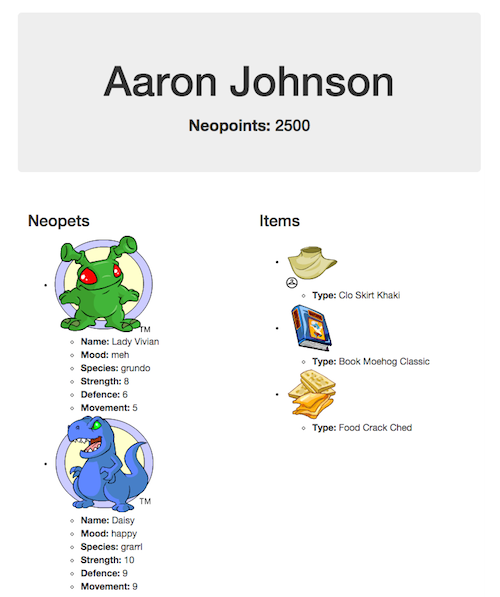 Aaron Johnson
Neopoints: 2500
Neopets
TM
Name: Lady Vivian
Mood: meh
Species: grundo
Strength: 8
Defence: 6
Movement: 5
TM
Name: Daisy
Mood: happy
Species: grarrl
Strength: 10
Defence: 9
Movement: 9
Items
Type: Clo Skirt Khaki
Type: Book Moehog Classic
Type: Food Crack Ched